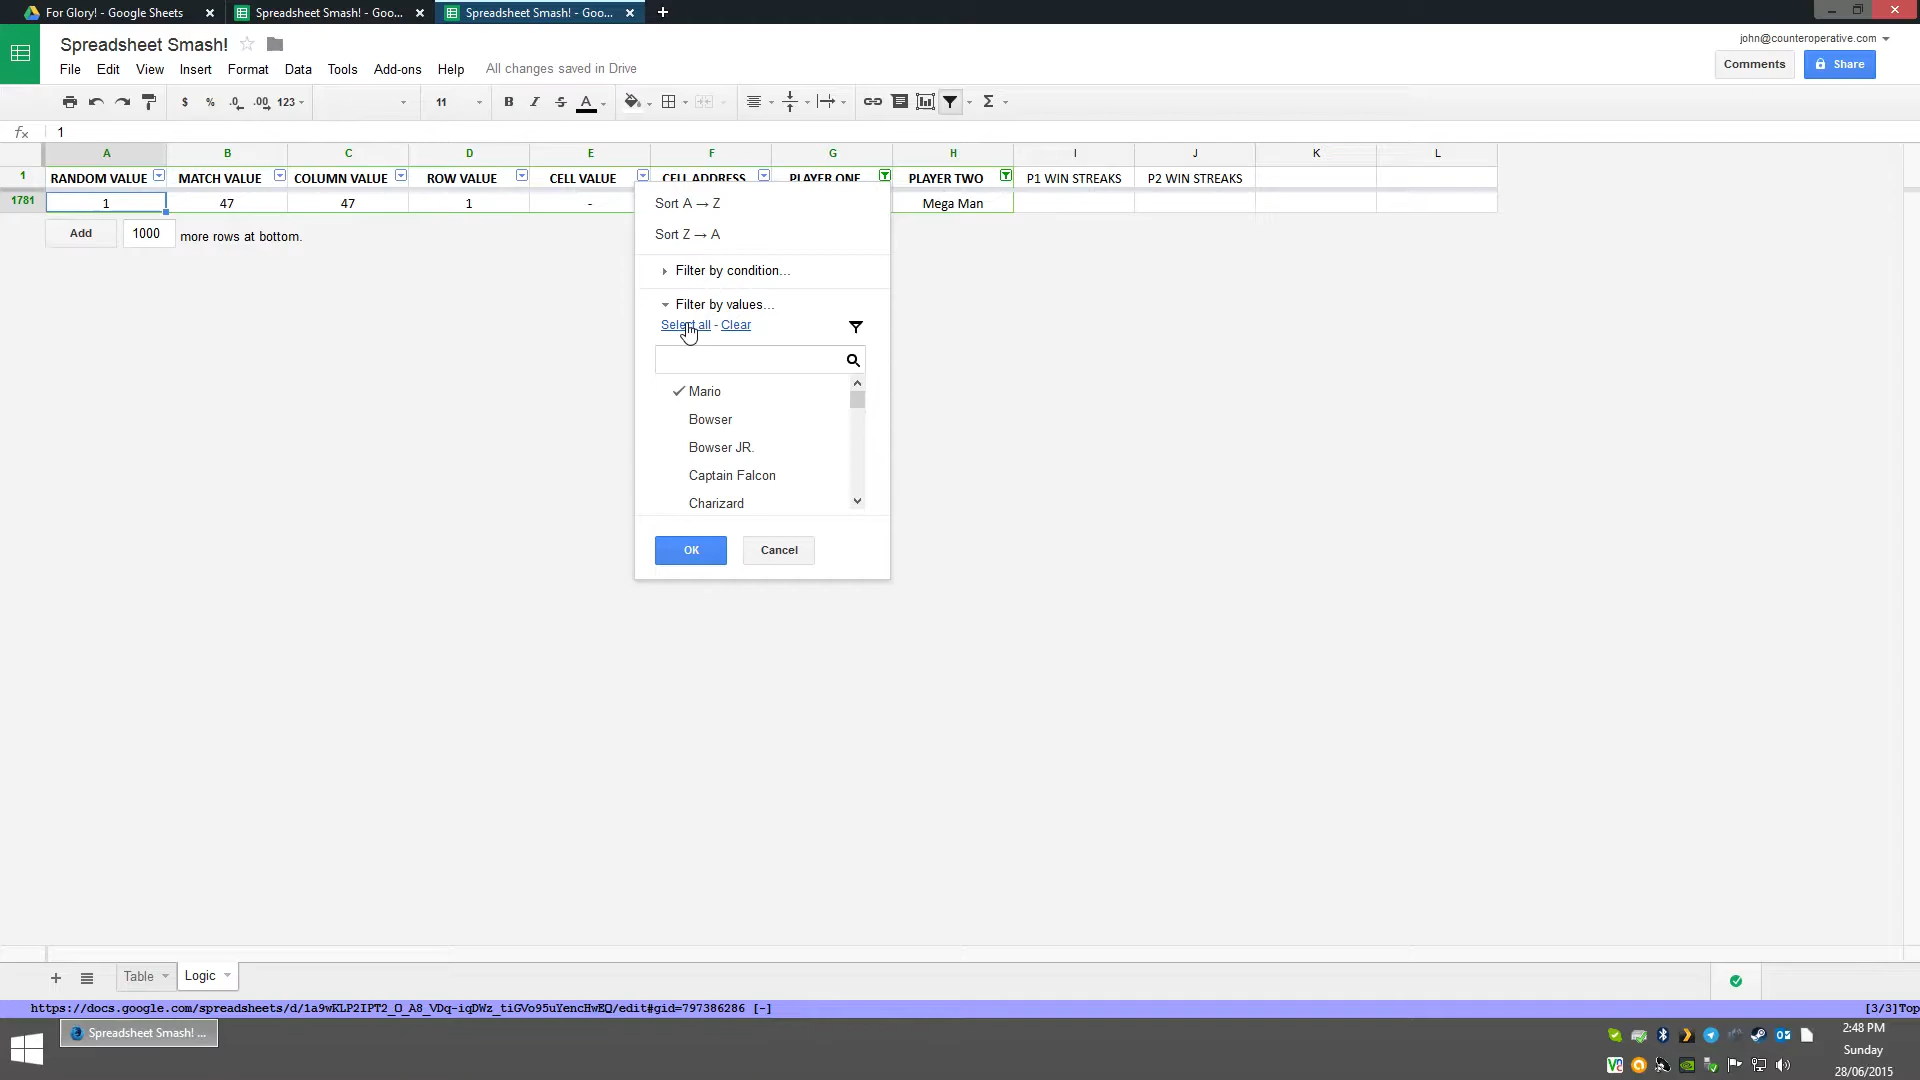 For Glory! - Google Sheets
Spreadsheet Smash! - Goo...
Spreadsheet Smash! - Goo...
Spreadsheet Smash!
john@counteroperative.com
File Edit View Insert Format Data Tools Add-ons Help All changes saved in Drive
Comments Share
$ % .0 .00 123 11 B I S A Σ
fx 1
A B C D E F G H I J K L
1 RANDOM VALUE MATCH VALUE COLUMN VALUE ROW VALUE CELL VALUE CELL ADDRESS PLAYER ONE PLAYER TWO P1 WIN STREAKS P2 WIN STREAKS
1781 1 47 47 1 - Mega Man
Add 1000 more rows at bottom.
Sort A → Z
Sort Z → A
Filter by condition...
Filter by values...
Select all - Clear
Mario
Bowser
Bowser JR.
Captain Falcon
Charizard
OK Cancel
Table Logic
https://docs.google.com/spreadsheets/d/1a9wKLP2IPT2_O_A8_VDq-iqDWz_tiGVo95uYencHwEQ/edit#gid=797386286 [-]
[3/3]Top
Spreadsheet Smash! ...
2:48 PM
Sunday
28/06/2015